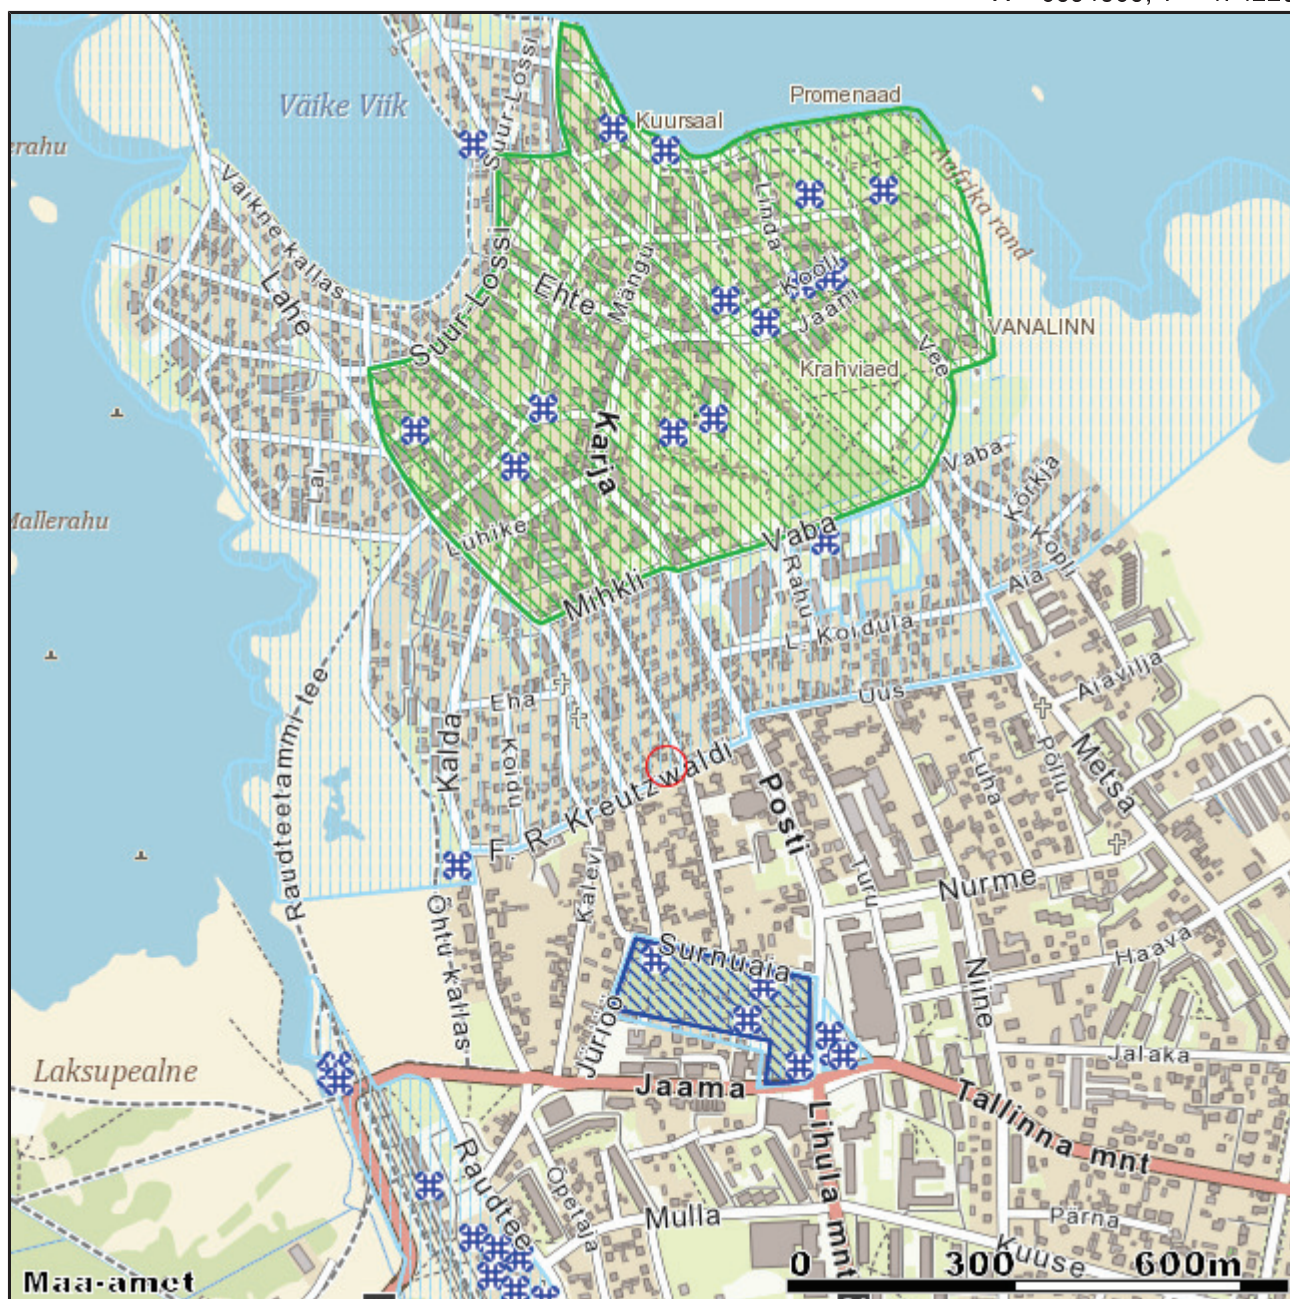 Väike Viik
Suur-Lossi
Kuursaal
Promenaad
Aafrika rand
erahu
Väikne kallas
Lahe
Linda
Kooli
Jaani
Mängu
Ehte
Suur-Lossi
VANALINN
Vee
Krahviaed
Karja
Lai
Mallerahu
Lühike
Vaba
Vaba
Kõrkja
Kopli
Mihkli
Rahu
Aia
L. Koidula
Aiavilja
Uus
Eha
Raudteetammi tee
Kalda
Koidu
F. R. Kreutzwaldi
Posti
Luha
Põllu
Metsa
Kalevi
Turu
Nurme
Õhtu kallas
Surnuaia
Haava
Niine
Jürlöö
Jalaka
Laksupealne
Jaama
Tallinna mnt
Lihula mnt
Raudtee
Õpetaja
Mulla
Pärna
Kuuse
Maa-amet
0 300 600m